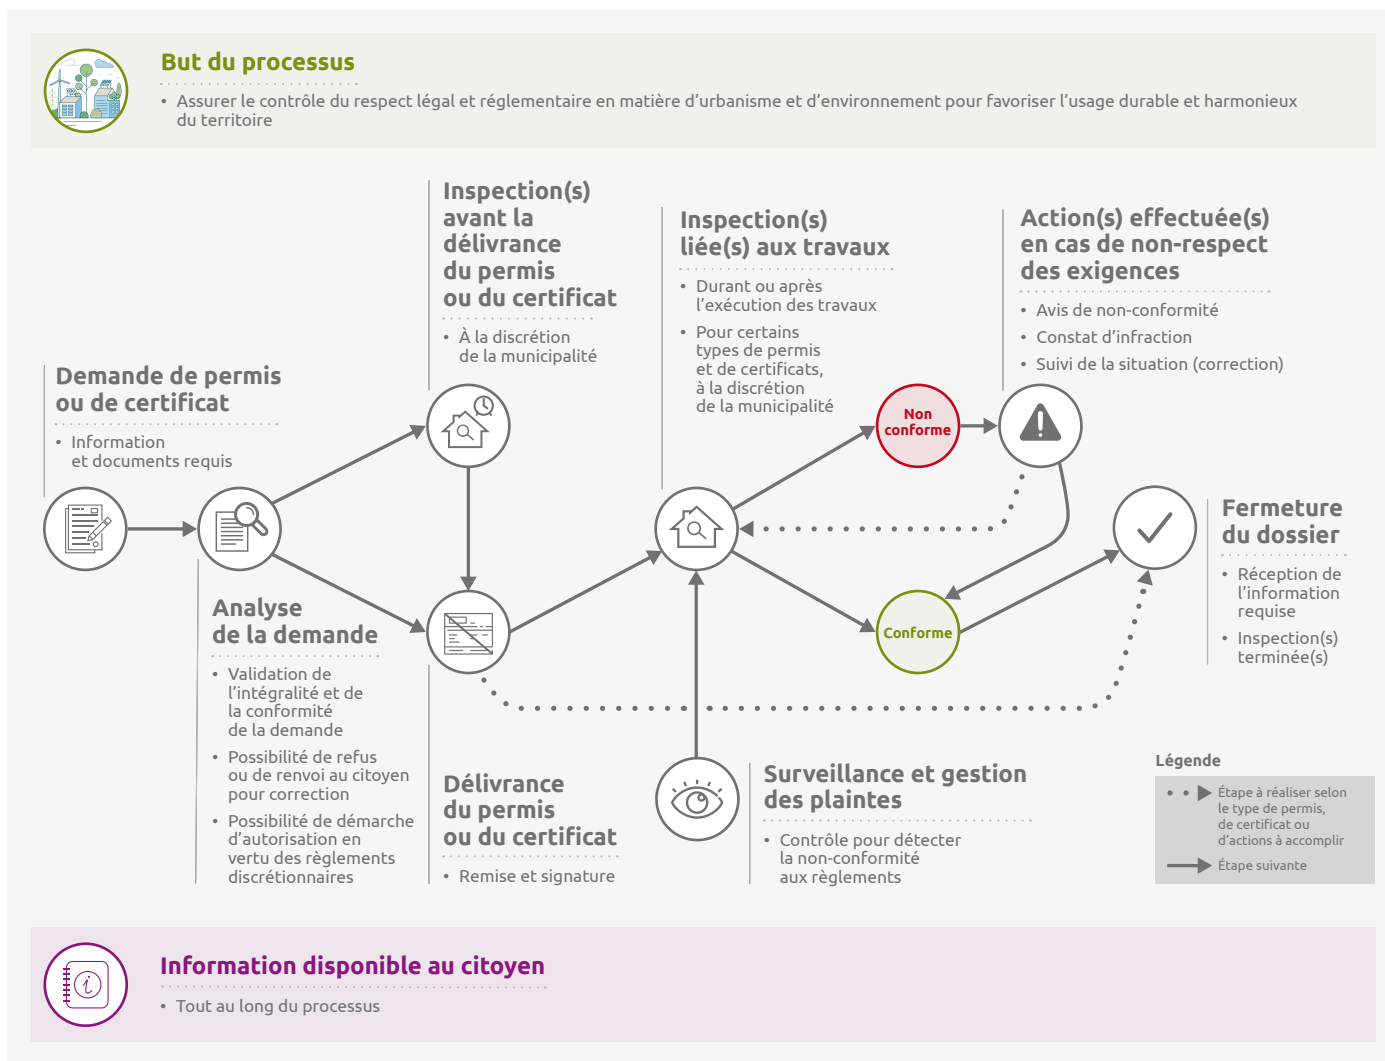 But du processus
• Assurer le contrôle du respect légal et réglementaire en matière d’urbanisme et d’environnement pour favoriser l’usage durable et harmonieux
du territoire
Demande de permis
ou de certificat
• Information
et documents requis
Analyse
de la demande
• Validation de
l’intégralité et de
la conformité
de la demande
• Possibilité de refus
ou de renvoi au citoyen
pour correction
• Possibilité de démarche
d’autorisation en
vertu des règlements
discrétionnaires
Inspection(s)
avant la
délivrance
du permis
ou du certificat
• À la discrétion
de la municipalité
Délivrance
du permis
ou du certificat
• Remise et signature
Inspection(s)
liée(s) aux travaux
• Durant ou après
l’exécution des travaux
• Pour certains
types de permis
et de certificats,
à la discrétion
de la municipalité
Surveillance et gestion
des plaintes
• Contrôle pour détecter
la non-conformité
aux règlements
Non
conforme
Conforme
Action(s) effectuée(s)
en cas de non-respect
des exigences
• Avis de non-conformité
• Constat d’infraction
• Suivi de la situation (correction)
Fermeture
du dossier
• Réception de
l’information
requise
• Inspection(s)
terminée(s)
Légende
Étape à réaliser selon
le type de permis,
de certificat ou
d’actions à accomplir
Étape suivante
Information disponible au citoyen
• Tout au long du processus